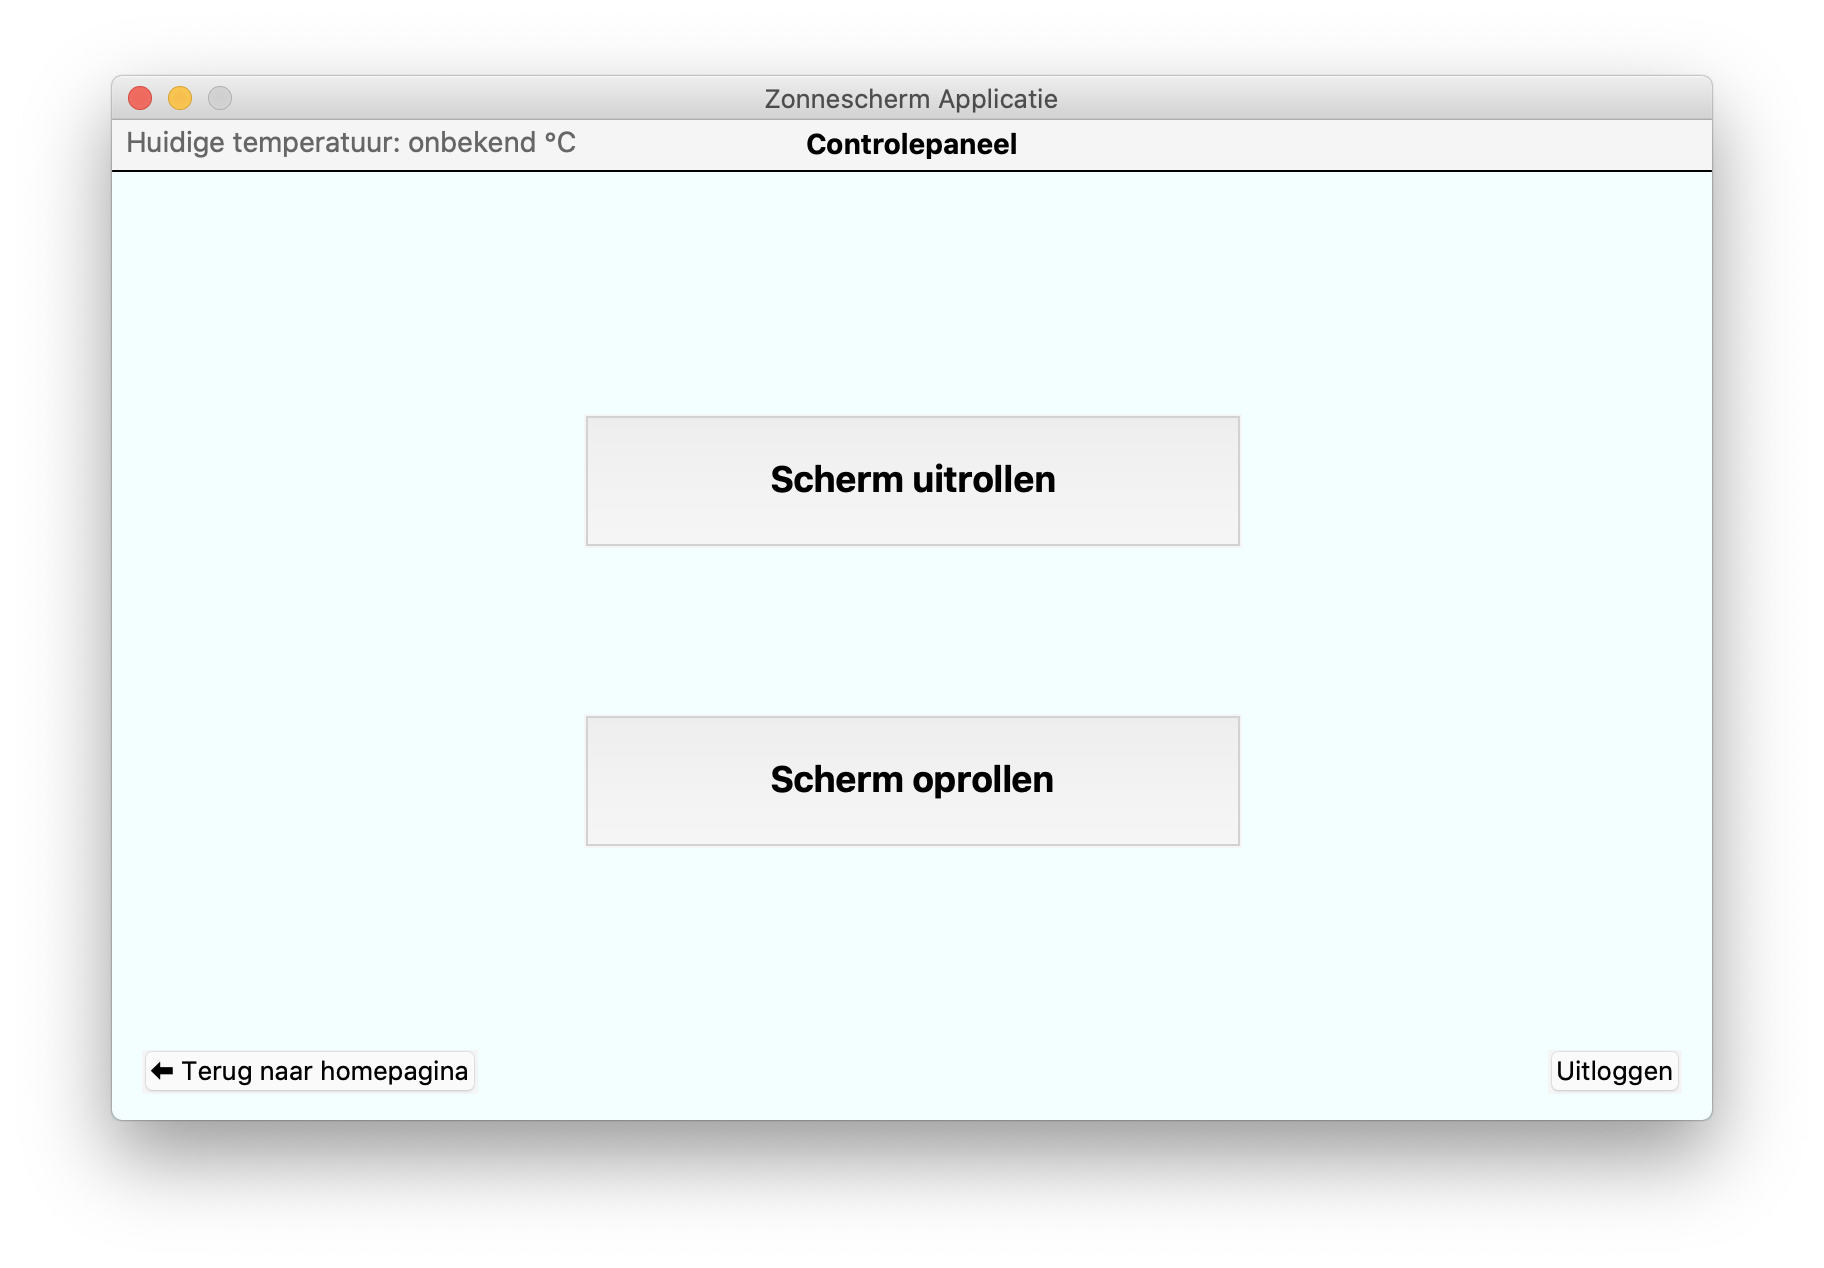 Zonnescherm Applicatie
Huidige temperatuur: onbekend °C
Controlepaneel
Scherm uitrollen
Scherm oprollen
⬅ Terug naar homepagina
Uitloggen